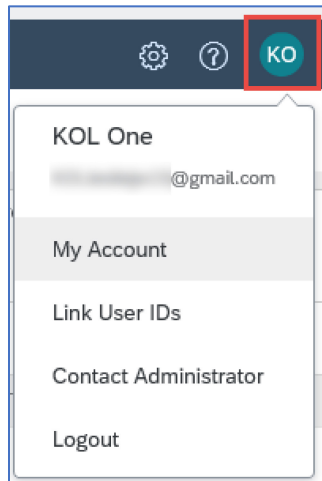 KO
KOL One
@gmail.com
My Account
Link User IDs
Contact Administrator
Logout